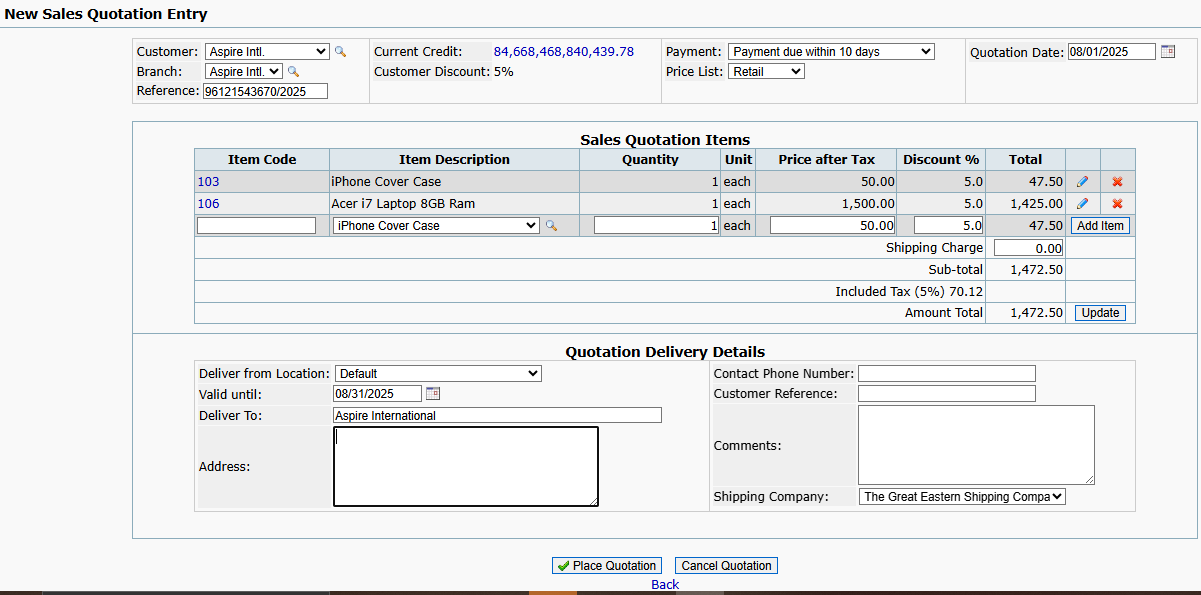 New Sales Quotation Entry
Customer: Aspire Intl. Current Credit: 84,668,468,840,439.78 Payment: Payment due within 10 days Quotation Date: 08/01/2025
Branch: Aspire Intl. Customer Discount: 5% Price List: Retail
Reference: 96121543670/2025
Sales Quotation Items
Item Code Item Description Quantity Unit Price after Tax Discount % Total
103 iPhone Cover Case 1 each 50.00 5.0 47.50
106 Acer i7 Laptop 8GB Ram 1 each 1,500.00 5.0 1,425.00
iPhone Cover Case 1 each 50.00 5.0 47.50 Add Item
Shipping Charge 0.00
Sub-total 1,472.50
Included Tax (5%) 70.12
Amount Total 1,472.50 Update
Quotation Delivery Details
Deliver from Location: Default Contact Phone Number:
Valid until: 08/31/2025 Customer Reference:
Deliver To: Aspire International
Address: Comments:
Shipping Company: The Great Eastern Shipping Compa
Place Quotation Cancel Quotation
Back